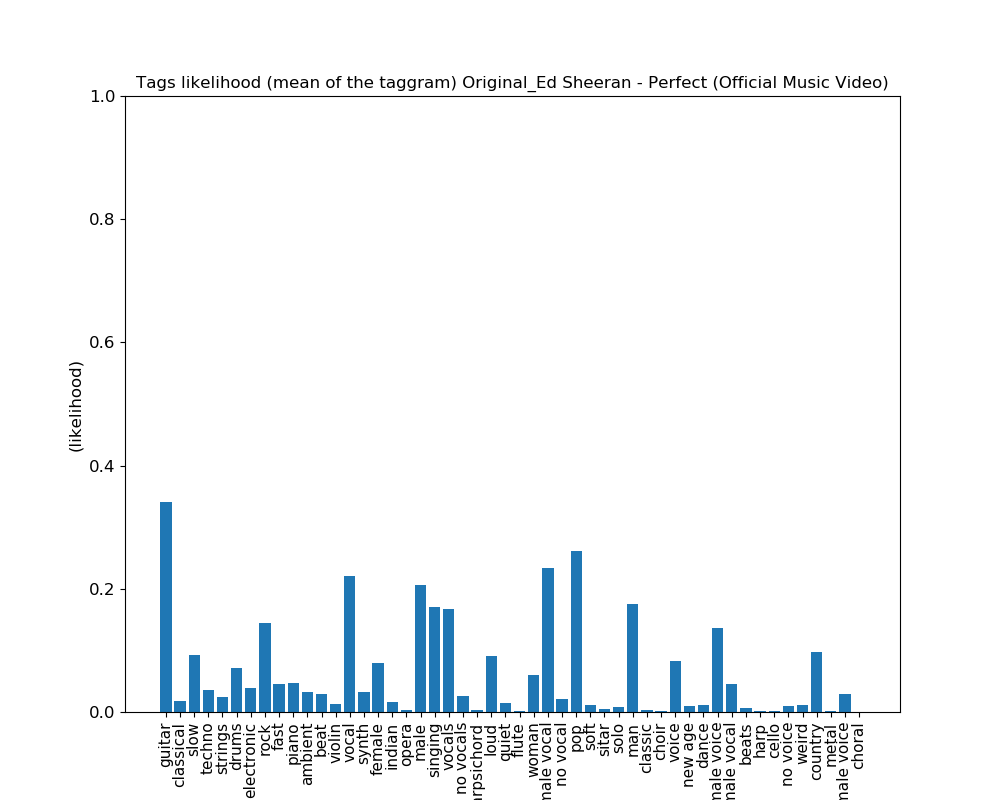 Tags likelihood (mean of the taggram) Original_Ed Sheeran - Perfect (Official Music Video)
1.0
0.8
0.6
0.4
0.2
0.0
(likelihood)
guitar
classical
slow
techno
strings
drums
electronic
rock
fast
piano
ambient
beat
violin
vocal
synth
female
indian
opera
male
singing
vocals
no vocals
arpsichord
loud
quiet
flute
woman
male vocal
no vocal
pop
soft
sitar
solo
man
classic
choir
voice
new age
dance
male voice
male vocal
beats
harp
cello
no voice
weird
country
metal
male voice
choral